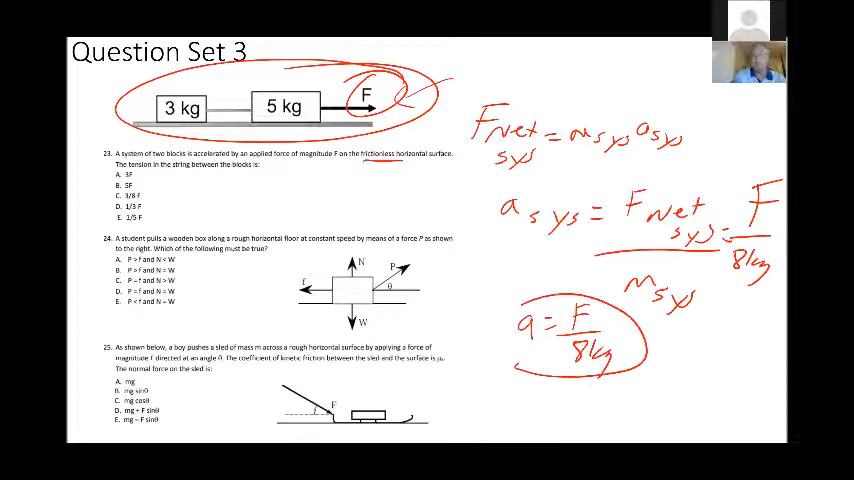 Question Set 3
3 kg
5 kg
F
23. A system of two blocks is accelerated by an applied force of magnitude F on the frictionless horizontal surface.
The tension in the string between the blocks is:
A. 3F
B. 5F
C. 3/8 F
D. 1/3 F
E. 1/5 F
24. A student pulls a wooden box along a rough horizontal floor at constant speed by means of a force P as shown
to the right. Which of the following must be true?
A. P > f and N < W
B. P > f and N = W
C. P = f and N > W
D. P = f and N = W
E. P < f and N = W
N
P
f
θ
W
25. As shown below, a boy pushes a sled of mass m across a rough horizontal surface by applying a force of
magnitude f directed at an angle θ. The coefficient of kinetic friction between the sled and the surface is μₖ.
The normal force on the sled is:
A. mg
B. mg sinθ
C. mg cosθ
D. mg + F sinθ
E. mg – F sinθ
F
F Net sys = m sys a sys
a sys = F Net sys = F
m sys
8kg
a = F
8kg